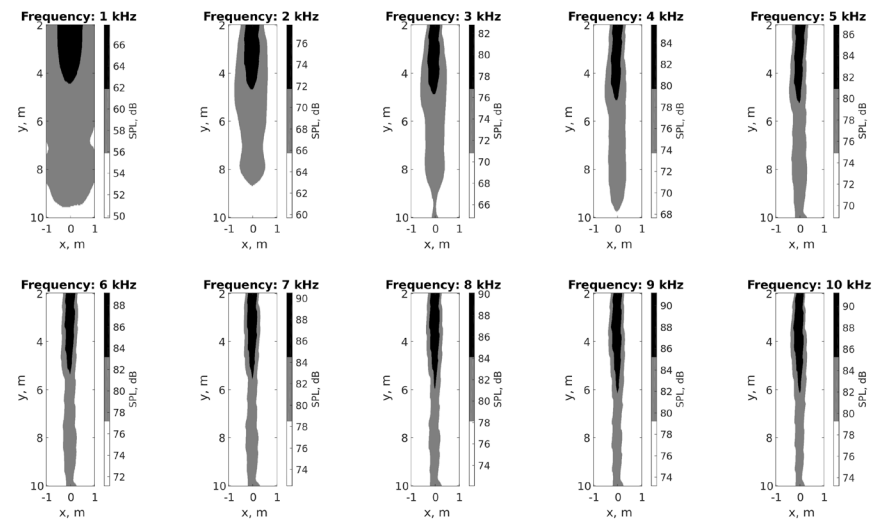 Frequency: 1 kHz
2
4
6
8
10
-1 0 1
x, m
y, m
66
64
62
60
58
56
54
52
50
SPL, dB
Frequency: 2 kHz
2
4
6
8
10
-1 0 1
x, m
y, m
76
74
72
70
68
66
64
62
60
SPL, dB
Frequency: 3 kHz
2
4
6
8
10
-1 0 1
x, m
y, m
82
80
78
76
74
72
70
68
66
SPL, dB
Frequency: 4 kHz
2
4
6
8
10
-1 0 1
x, m
y, m
84
82
80
78
76
74
72
70
68
SPL, dB
Frequency: 5 kHz
2
4
6
8
10
-1 0 1
x, m
y, m
86
84
82
80
78
76
74
72
70
SPL, dB
Frequency: 6 kHz
2
4
6
8
10
-1 0 1
x, m
y, m
88
86
84
82
80
78
76
74
72
SPL, dB
Frequency: 7 kHz
2
4
6
8
10
-1 0 1
x, m
y, m
90
88
86
84
82
80
78
76
74
SPL, dB
Frequency: 8 kHz
2
4
6
8
10
-1 0 1
x, m
y, m
90
88
86
84
82
80
78
76
74
SPL, dB
Frequency: 9 kHz
2
4
6
8
10
-1 0 1
x, m
y, m
90
88
86
84
82
80
78
76
74
SPL, dB
Frequency: 10 kHz
2
4
6
8
10
-1 0 1
x, m
y, m
90
88
86
84
82
80
78
76
74
SPL, dB